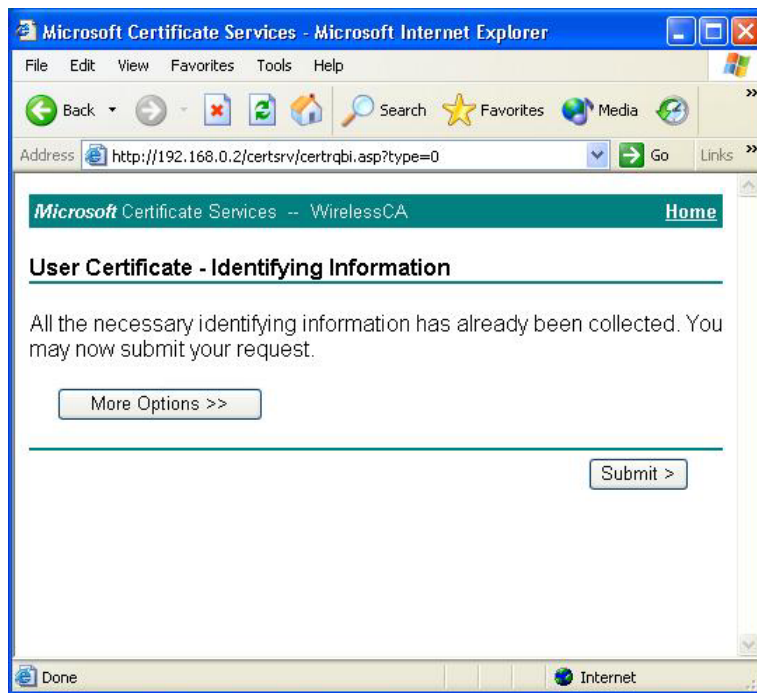 Microsoft Certificate Services - Microsoft Internet Explorer
File Edit View Favorites Tools Help
Back Search Favorites Media »
Address http://192.168.0.2/certsrv/certrqbi.asp?type=0 Go Links »
Microsoft Certificate Services -- WirelessCA Home
User Certificate - Identifying Information
All the necessary identifying information has already been collected. You
may now submit your request.
More Options >>
Submit >
Done Internet